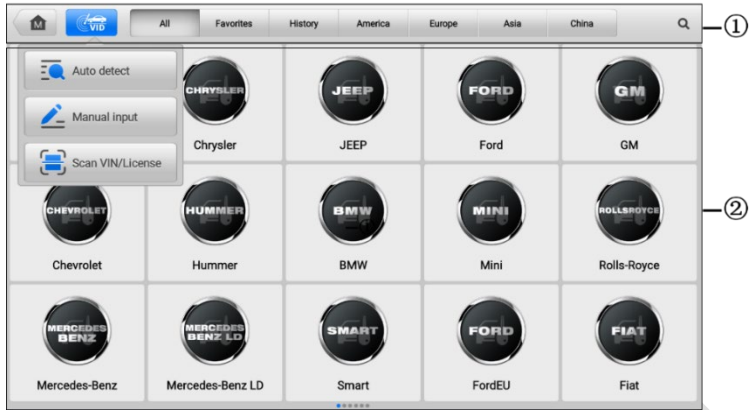 M
VID
All
Favorites
History
America
Europe
Asia
China
①
Auto detect
Manual input
Scan VIN/License
CHRYSLER
JEEP
FORD
GM
Chrysler
JEEP
Ford
GM
②
CHEVROLET
HUMMER
BMW
MINI
ROLLSROYCE
Chevrolet
Hummer
BMW
Mini
Rolls-Royce
MERCEDES
BENZ
MERCEDES
BENZ LD
SMART
FORD
FIAT
Mercedes-Benz
Mercedes-Benz LD
Smart
FordEU
Fiat